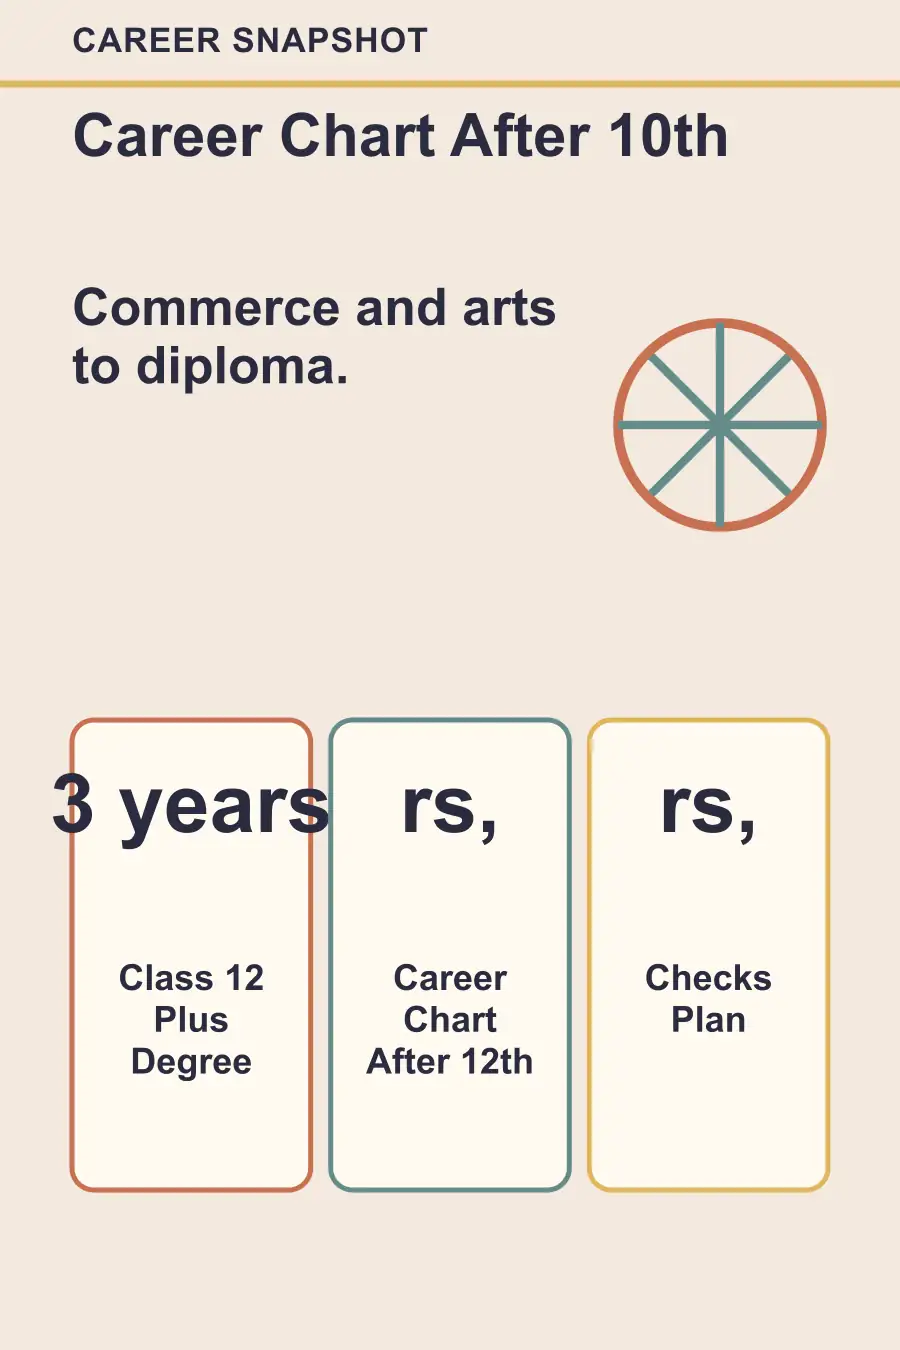 CAREER SNAPSHOT
Career Chart After 10th
Commerce and arts
to diploma.
3 years
rs,
rs,
Class 12
Plus
Degree
Career
Chart
After 12th
Checks
Plan